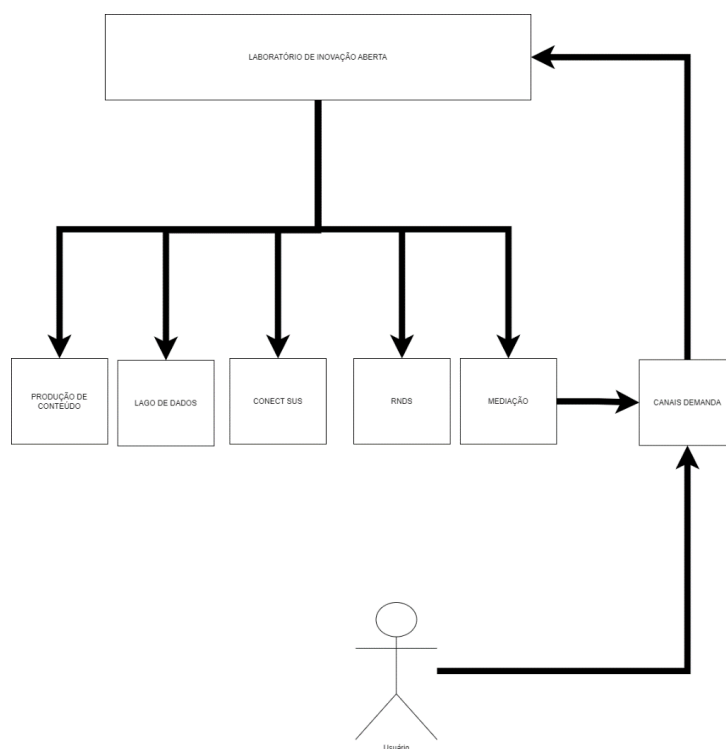 LABORATÓRIO DE INOVAÇÃO ABERTA
PRODUÇÃO DE
CONTEÚDO
LAGO DE DADOS
CONECT SUS
RNDS
MEDIAÇÃO
CANAIS DEMANDA
Usuário